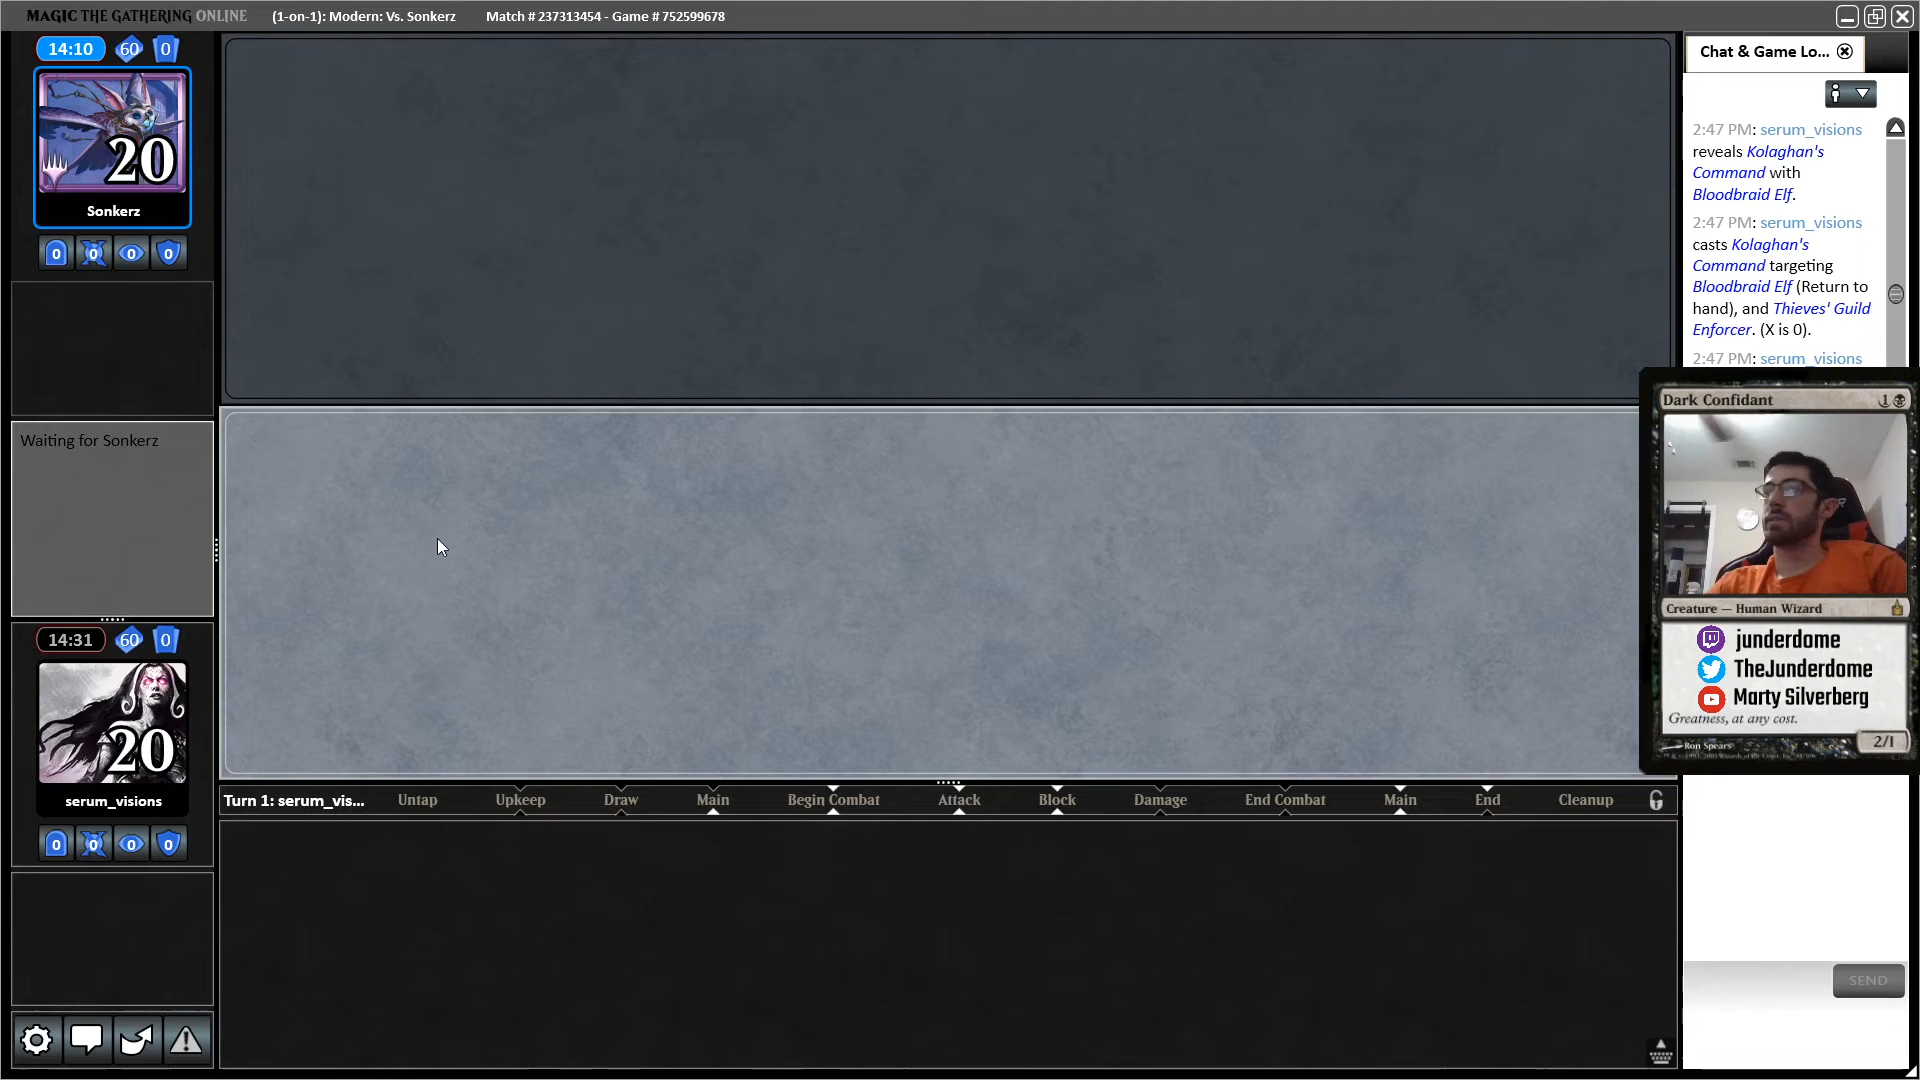 MAGIC THE GATHERING ONLINE
(1-on-1): Modern: Vs. Sonkerz
Match # 237313454 - Game # 752599678
14:10
60
0
20
Sonkerz
0
0
0
0
Waiting for Sonkerz
14:31
60
0
20
serum_visions
0
0
0
0
Turn 1: serum_vis...
Untap
Upkeep
Draw
Main
Begin Combat
Attack
Block
Damage
End Combat
Main
End
Cleanup
Chat & Game Lo...
2:47 PM: serum_visions
reveals Kolaghan's
Command with
Bloodbraid Elf.
2:47 PM: serum_visions
casts Kolaghan's
Command targeting
Bloodbraid Elf (Return to
hand), and Thieves' Guild
Enforcer. (X is 0).
2:47 PM: serum_visions
Dark Confidant
1
Creature — Human Wizard
junderdome
TheJunderdome
Marty Silverberg
Greatness, at any cost.
Ron Spears
2/1
SEND